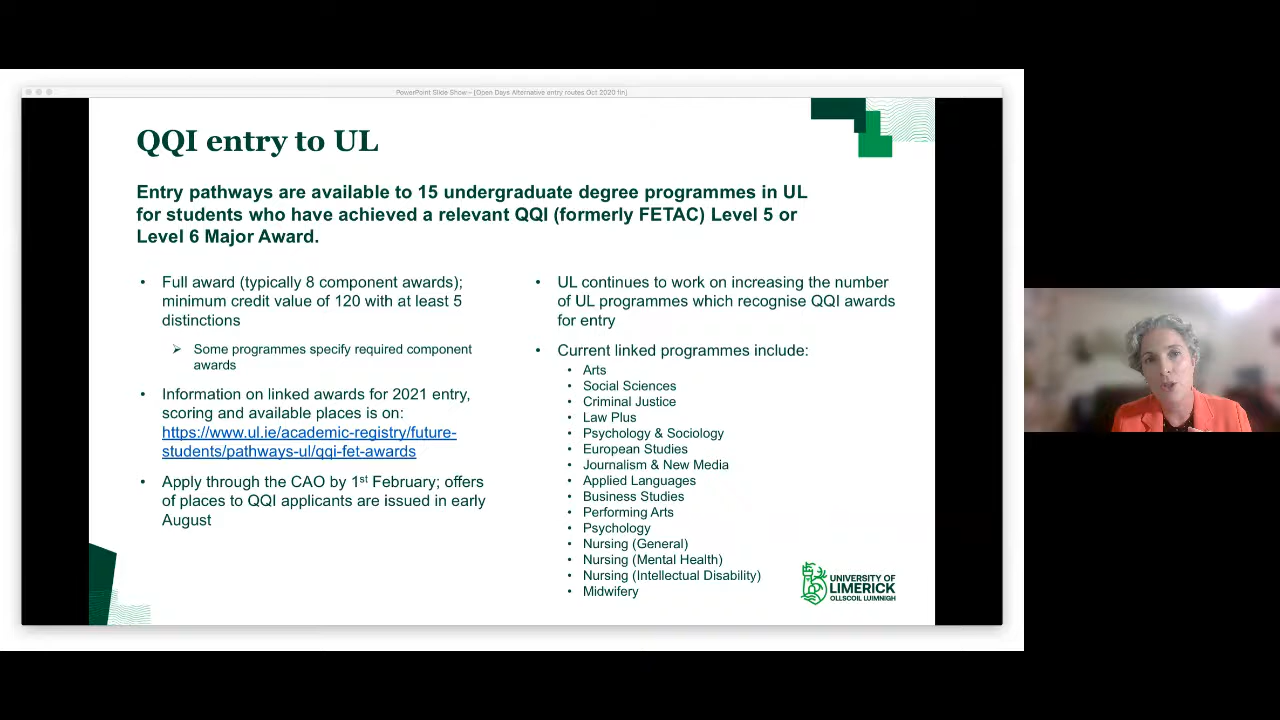 PowerPoint Slide Show - [Open Days Alternative entry routes Oct 2020 fin]
QQI entry to UL
Entry pathways are available to 15 undergraduate degree programmes in UL
for students who have achieved a relevant QQI (formerly FETAC) Level 5 or
Level 6 Major Award.
• Full award (typically 8 component awards);
minimum credit value of 120 with at least 5
distinctions
➢ Some programmes specify required component
awards
• Information on linked awards for 2021 entry,
scoring and available places is on:
https://www.ul.ie/academic-registry/future-
students/pathways-ul/qqi-fet-awards
• Apply through the CAO by 1st February; offers
of places to QQI applicants are issued in early
August
• UL continues to work on increasing the number
of UL programmes which recognise QQI awards
for entry
• Current linked programmes include:
• Arts
• Social Sciences
• Criminal Justice
• Law Plus
• Psychology & Sociology
• European Studies
• Journalism & New Media
• Applied Languages
• Business Studies
• Performing Arts
• Psychology
• Nursing (General)
• Nursing (Mental Health)
• Nursing (Intellectual Disability)
• Midwifery
UNIVERSITY OF
LIMERICK
OLLSCOIL LUIMNIGH